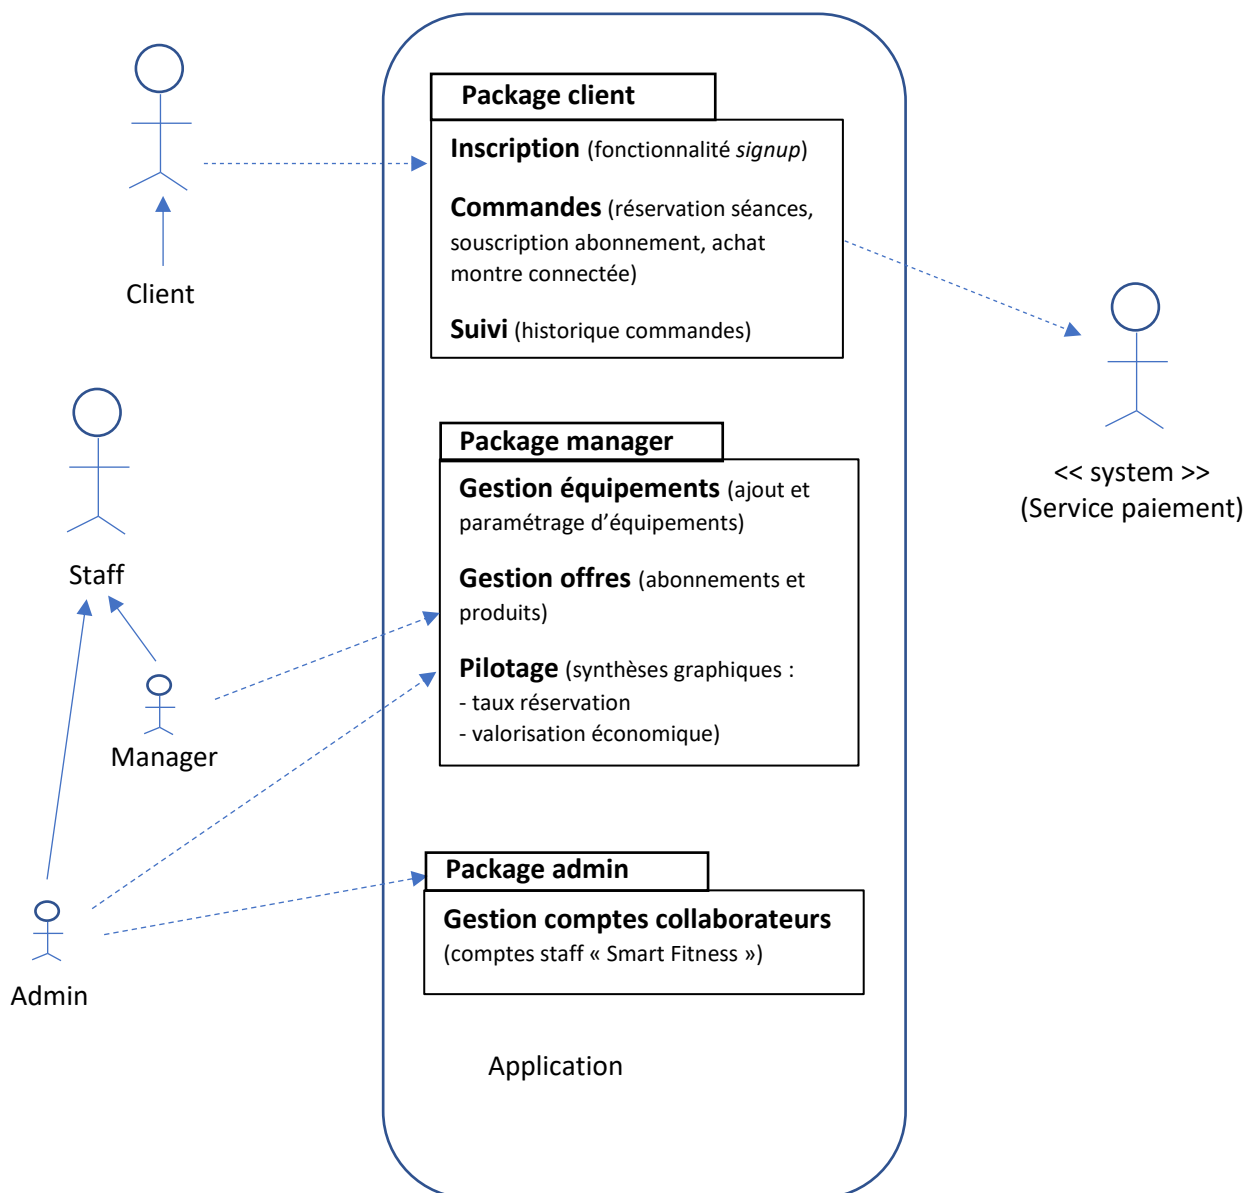 Package client
Inscription (fonctionnalité signup)
Commandes (réservation séances,
souscription abonnement, achat
montre connectée)
Suivi (historique commandes)
Client
<< system >>
(Service paiement)
Package manager
Gestion équipements (ajout et
paramétrage d’équipements)
Gestion offres (abonnements et
produits)
Pilotage (synthèses graphiques :
- taux réservation
- valorisation économique)
Staff
Manager
Package admin
Gestion comptes collaborateurs
(comptes staff « Smart Fitness »)
Admin
Application